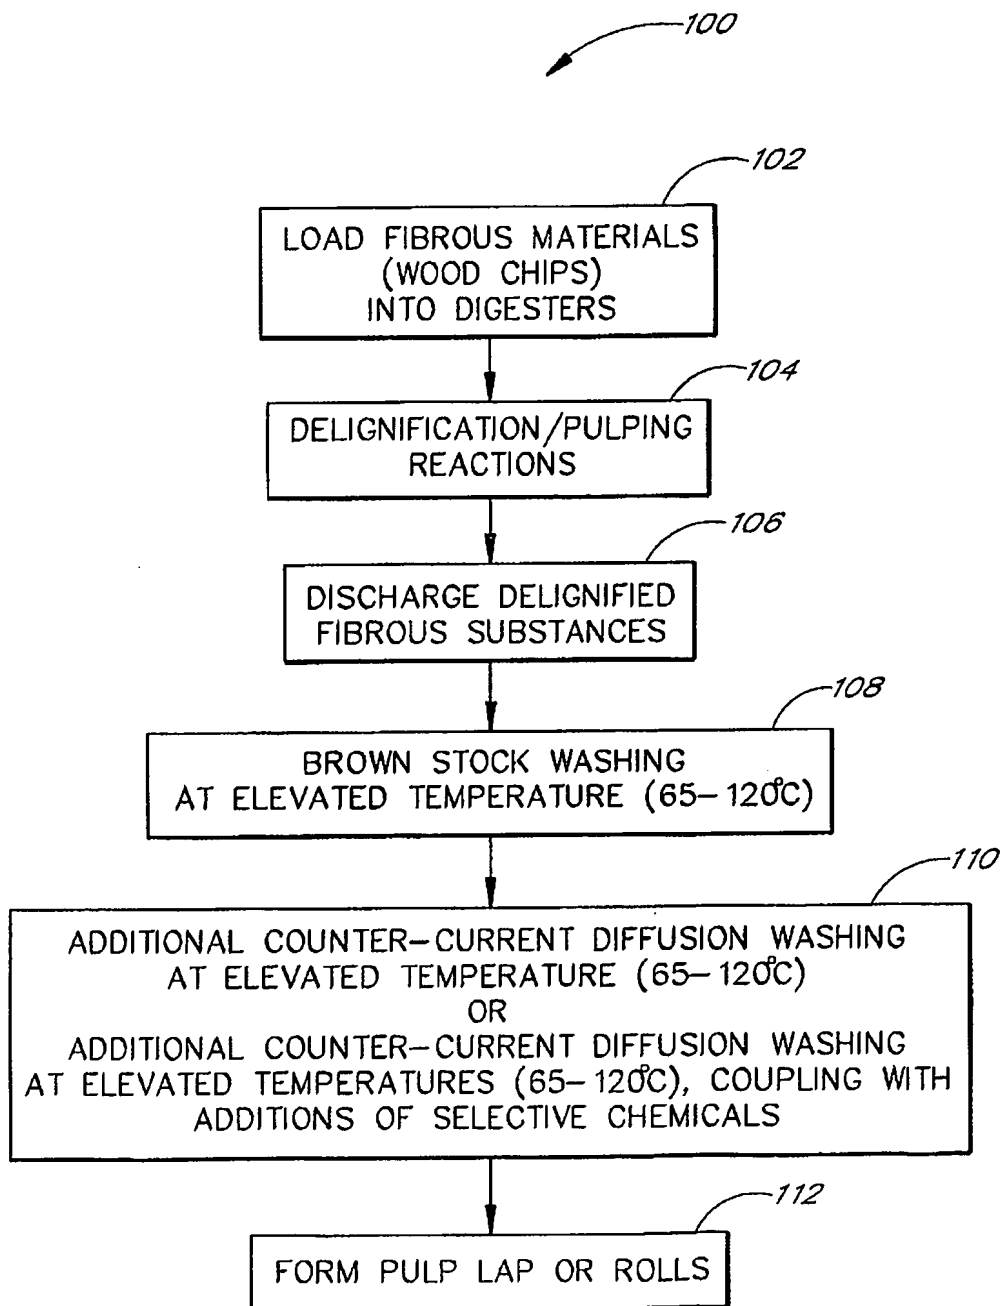 100
102
LOAD FIBROUS MATERIALS
(WOOD CHIPS)
INTO DIGESTERS
104
DELIGNIFICATION/PULPING
REACTIONS
106
DISCHARGE DELIGNIFIED
FIBROUS SUBSTANCES
108
BROWN STOCK WASHING
AT ELEVATED TEMPERATURE (65-120°C)
110
ADDITIONAL COUNTER-CURRENT DIFFUSION WASHING
AT ELEVATED TEMPERATURE (65-120°C)
OR
ADDITIONAL COUNTER-CURRENT DIFFUSION WASHING
AT ELEVATED TEMPERATURES (65-120°C), COUPLING WITH
ADDITIONS OF SELECTIVE CHEMICALS
112
FORM PULP LAP OR ROLLS